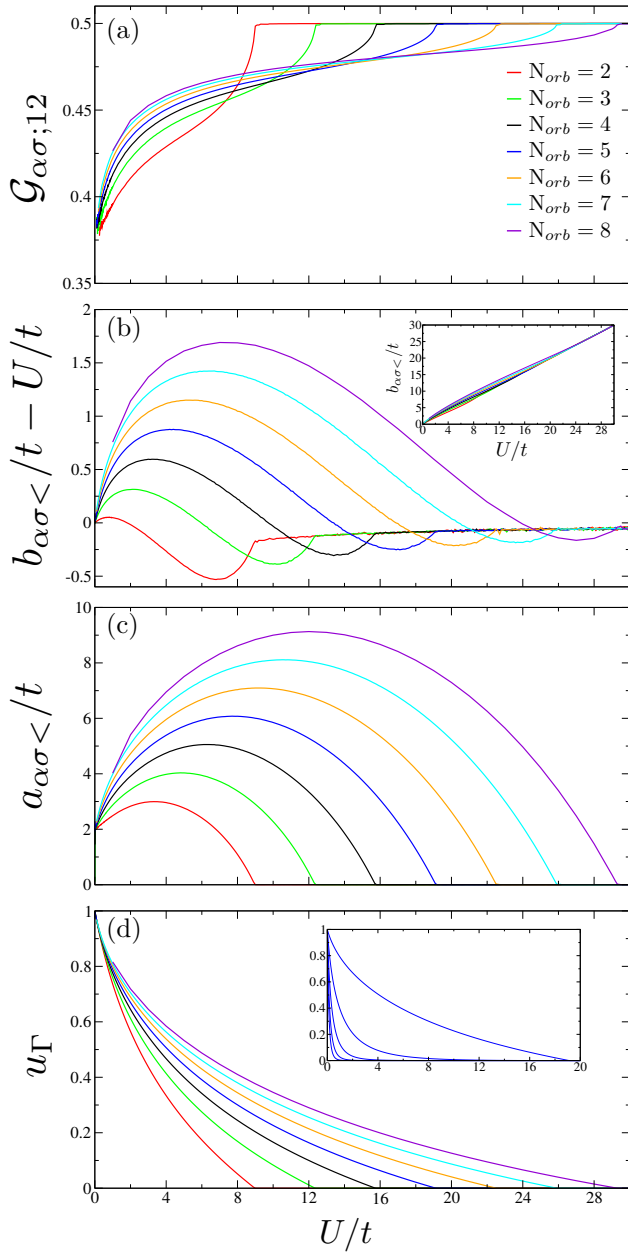 (a)
𝒢ασ;12
0.5
0.45
0.4
0.35
N_orb = 2
N_orb = 3
N_orb = 4
N_orb = 5
N_orb = 6
N_orb = 7
N_orb = 8
(b)
bασ</t − U/t
2
1.5
1
0.5
0
-0.5
bασ</t
30
25
20
15
10
5
0
0 4 8 12 16 20 24 28
U/t
(c)
aασ</t
10
8
6
4
2
0
(d)
uΓ
1
0.8
0.6
0.4
0.2
0
1
0.8
0.6
0.4
0.2
0
0 4 8 12 16 20
0 4 8 12 16 20 24 28
U/t